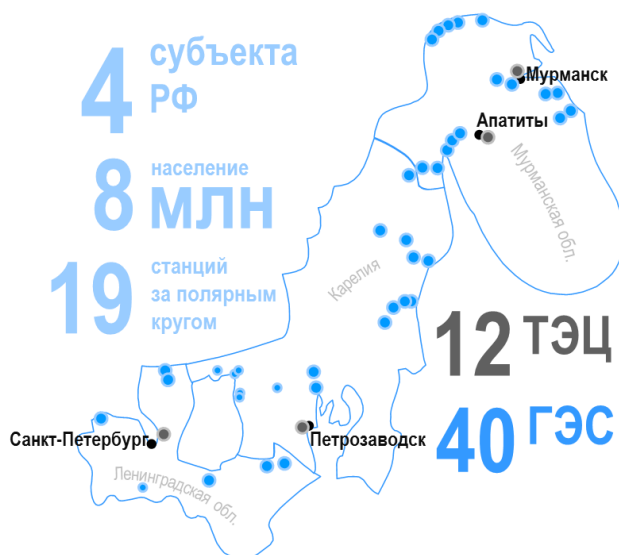 4 субъекта
РФ
8 население
млн
19 станций
за полярным
кругом
Мурманск
Апатиты
Мурманская обл.
Карелия
12 ТЭЦ
40 ГЭС
Санкт-Петербург
Петрозаводск
Ленинградская обл.